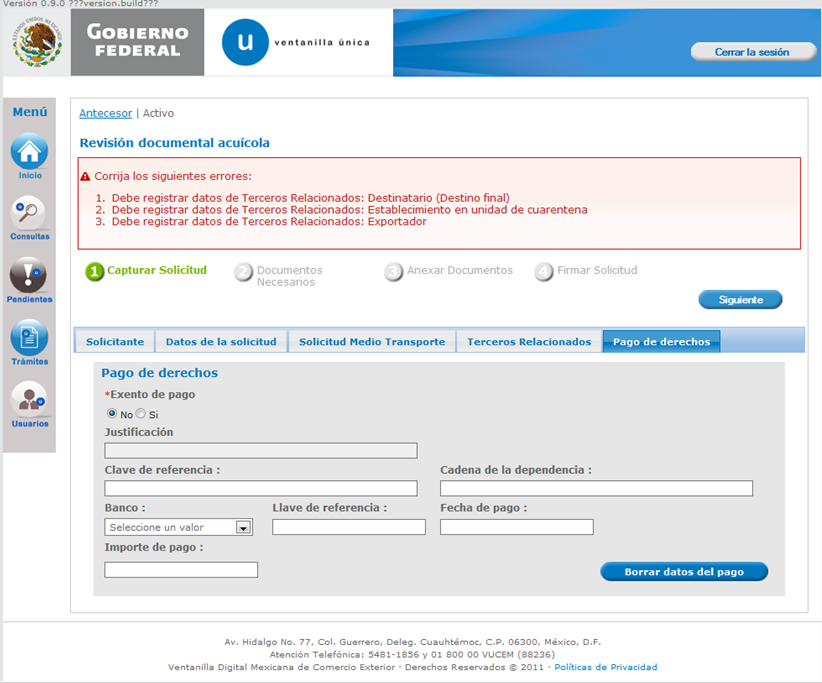 Versión 0.9.0 ???version.build???
ESTADOS UNIDOS MEXICANOS
GOBIERNO
FEDERAL
u
ventanilla única
Cerrar la sesión
Menú
Inicio
Consultas
Pendientes
Trámites
Usuarios
Antecesor | Activo
Revisión documental acuícola
Corrija los siguientes errores:
1. Debe registrar datos de Terceros Relacionados: Destinatario (Destino final)
2. Debe registrar datos de Terceros Relacionados: Establecimiento en unidad de cuarentena
3. Debe registrar datos de Terceros Relacionados: Exportador
1 Capturar Solicitud
2 Documentos
Necesarios
3 Anexar Documentos
4 Firmar Solicitud
Siguiente
Solicitante
Datos de la solicitud
Solicitud Medio Transporte
Terceros Relacionados
Pago de derechos
Pago de derechos
*Exento de pago
No Si
Justificación
Clave de referencia :
Cadena de la dependencia :
Banco :
Llave de referencia :
Fecha de pago :
Seleccione un valor
Importe de pago :
Borrar datos del pago
Av. Hidalgo No. 77, Col. Guerrero, Deleg. Cuauhtémoc, C.P. 06300, México, D.F.
Atención Telefónica: 5481-1856 y 01 800 00 VUCEM (88236)
Ventanilla Digital Mexicana de Comercio Exterior · Derechos Reservados © 2011 · Políticas de Privacidad